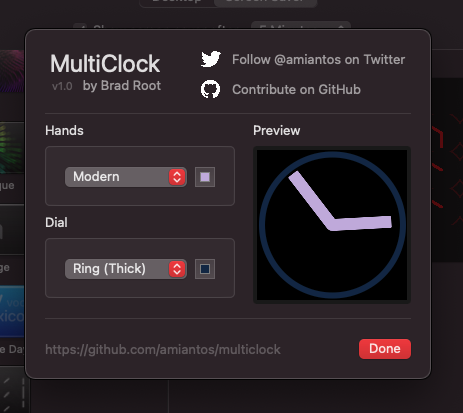 MultiClock
v1.0 by Brad Root
Follow @amiantos on Twitter
Contribute on GitHub
Hands
Modern
Dial
Ring (Thick)
Preview
https://github.com/amiantos/multiclock
Done